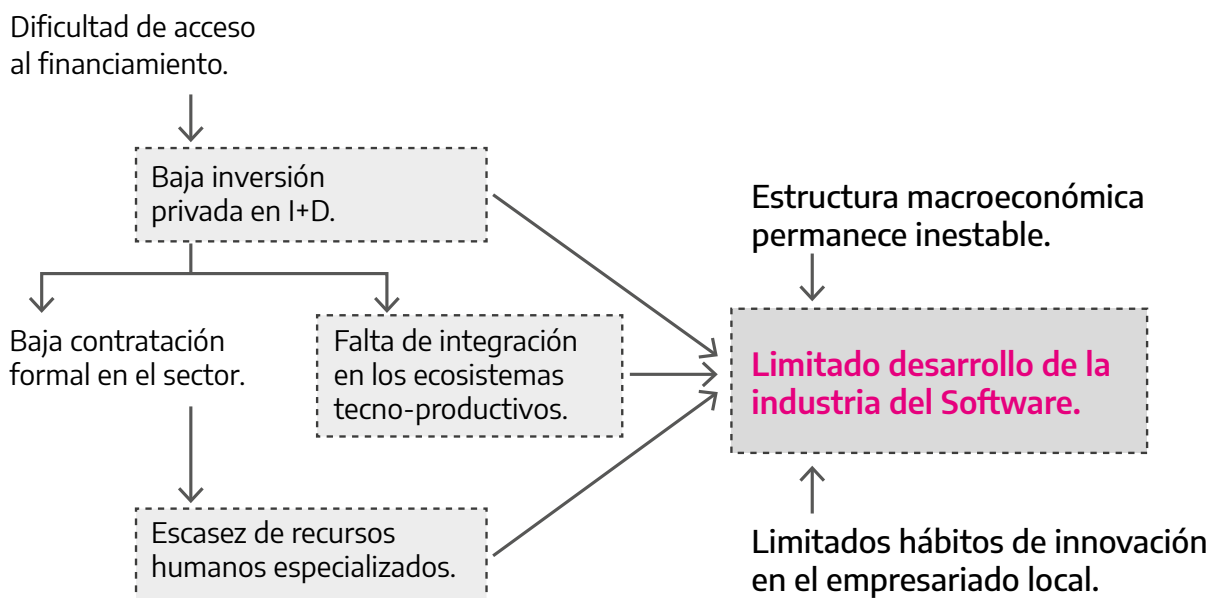 Dificultad de acceso
al financiamiento.
Baja inversión
privada en I+D.
Estructura macroeconómica
permanece inestable.
Baja contratación
formal en el sector.
Falta de integración
en los ecosistemas
tecno-productivos.
Limitado desarrollo de la
industria del Software.
Escasez de recursos
humanos especializados.
Limitados hábitos de innovación
en el empresariado local.